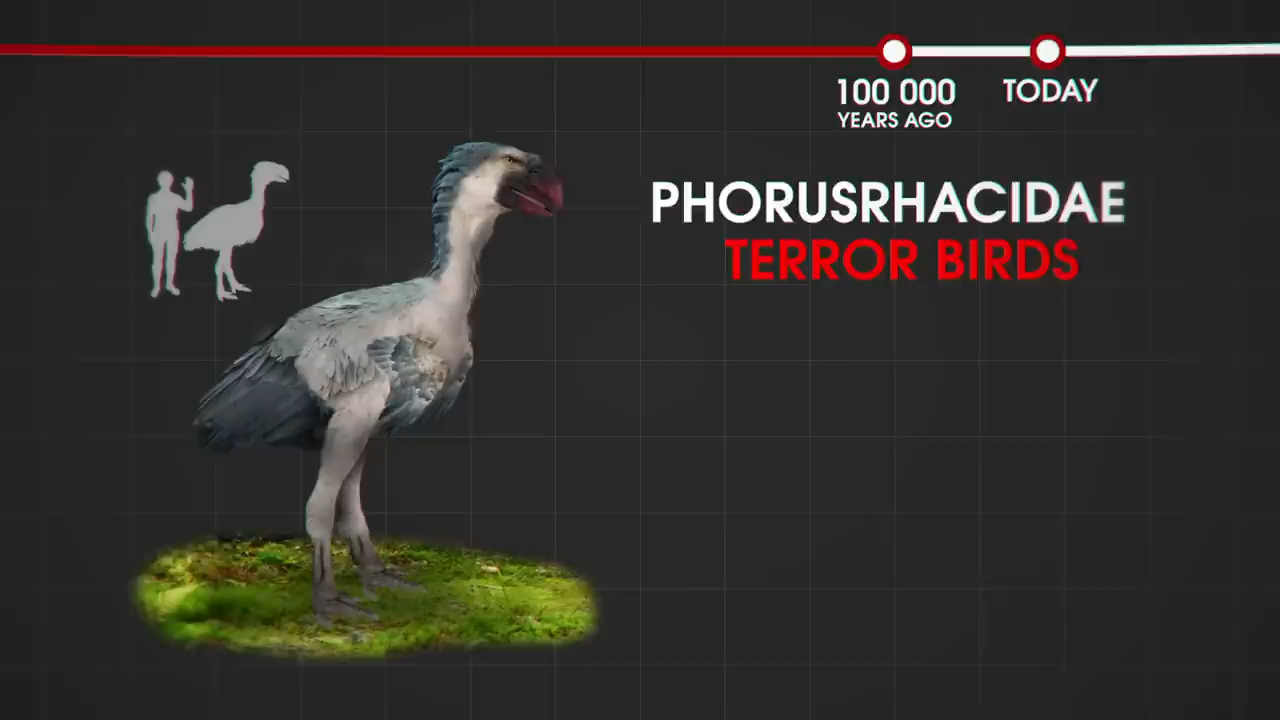 100 000
YEARS AGO
TODAY
PHORUSRHACIDAE
TERROR BIRDS